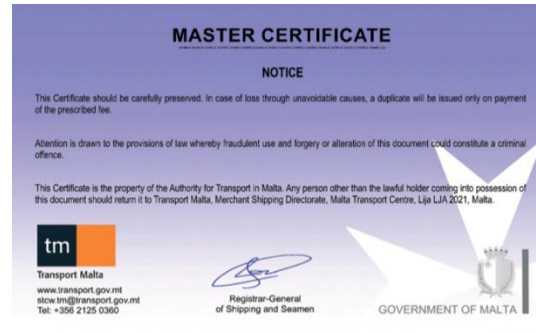 MASTER CERTIFICATE
NOTICE
This Certificate should be carefully preserved. In case of loss through unavoidable causes, a duplicate will be issued only on payment
of the prescribed fee.
Attention is drawn to the provisions of law whereby fraudulent use and forgery or alteration of this document could constitute a criminal
offence.
This Certificate is the property of the Authority for Transport in Malta. Any person other than the lawful holder coming into possession of
this document should return it to Transport Malta, Merchant Shipping Directorate, Malta Transport Centre, Lija LJA 2021, Malta.
tm
Transport Malta
www.transport.gov.mt
stcw.tm@transport.gov.mt
Tel: +356 2125 0360
Registrar-General
of Shipping and Seamen
GOVERNMENT OF MALTA